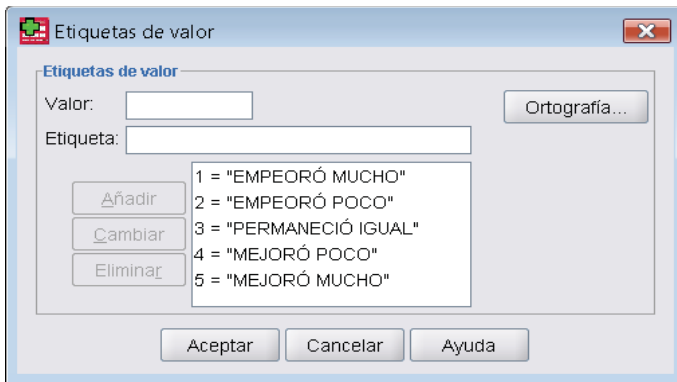 Etiquetas de valor
Etiquetas de valor
Valor:
Ortografía...
Etiqueta:
Añadir
Cambiar
Eliminar
1 = "EMPEORÓ MUCHO"
2 = "EMPEORÓ POCO"
3 = "PERMANECIÓ IGUAL"
4 = "MEJORÓ POCO"
5 = "MEJORÓ MUCHO"
Aceptar
Cancelar
Ayuda